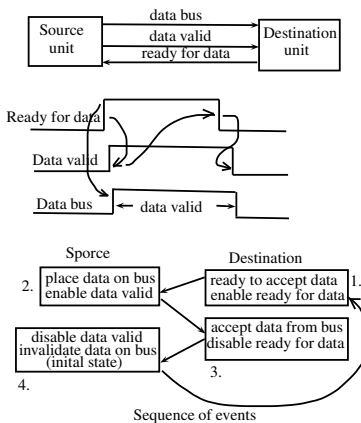 data bus
Source
unit
data valid
ready for data
Destination
unit
Ready for data
Data valid
Data bus
data valid
Sporce
Destination
2.
place data on bus
enable data valid
ready to accept data
enable ready for data
1.
disable data valid
invalidate data on bus
(inital state)
accept data from bus
disable ready for data
4.
3.
Sequence of events